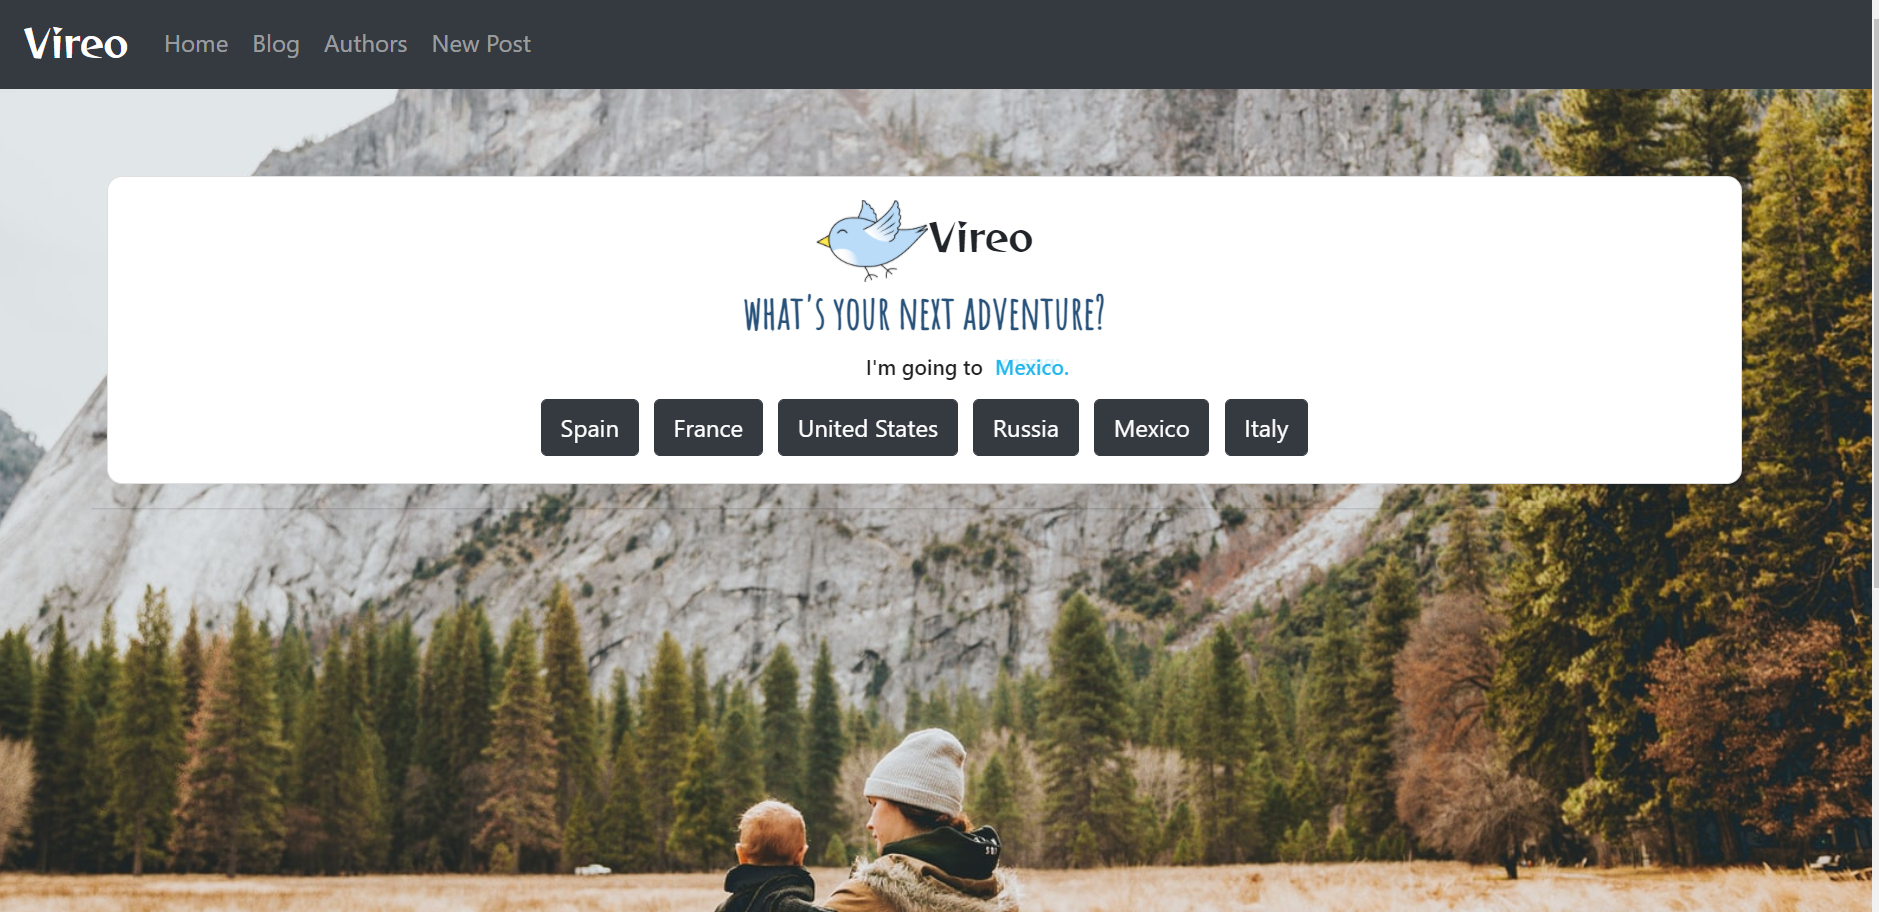 Vireo Home Blog Authors New Post
Vireo
WHAT'S YOUR NEXT ADVENTURE?
I'm going to Mexico.
Spain France United States Russia Mexico Italy